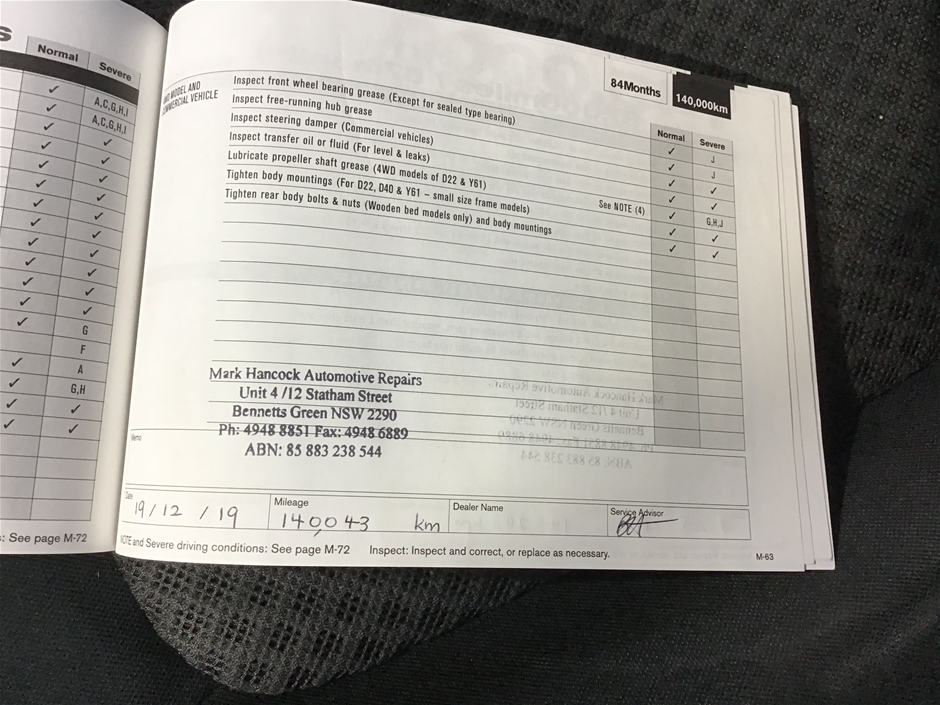 S
Normal Severe
✓ A,C,G,H,I
✓ A,C,G,H,I
✓ ✓
✓ ✓
✓ ✓
✓ ✓
✓ ✓
✓ ✓
✓ ✓
✓ ✓
✓ ✓
✓ ✓
✓ G
F
✓ A
✓ G,H
✓ ✓
✓ ✓
: See page M-72
84Months 140,000km
Normal Severe
MODEL AND
COMMERCIAL VEHICLE
Inspect front wheel bearing grease (Except for sealed type bearing) ✓ J
Inspect free-running hub grease ✓ J
Inspect steering damper (Commercial vehicles) ✓ ✓
Inspect transfer oil or fluid (For level & leaks) ✓ ✓
Lubricate propeller shaft grease (4WD models of D22 & Y61) See NOTE (4) ✓ G,H,J
Tighten body mountings (For D22, D40 & Y61 – small size frame models) ✓ ✓
Tighten rear body bolts & nuts (Wooden bed models only) and body mountings ✓ ✓
Mark Hancock Automotive Repairs
Unit 4 /12 Statham Street
Bennetts Green NSW 2290
Ph: 4948 8851 Fax: 4948 6889
ABN: 85 883 238 544
Memo
Date Mileage Dealer Name Service Advisor
19/12/19 140,043 km
NOTE and Severe driving conditions: See page M-72 Inspect: Inspect and correct, or replace as necessary.
M-63